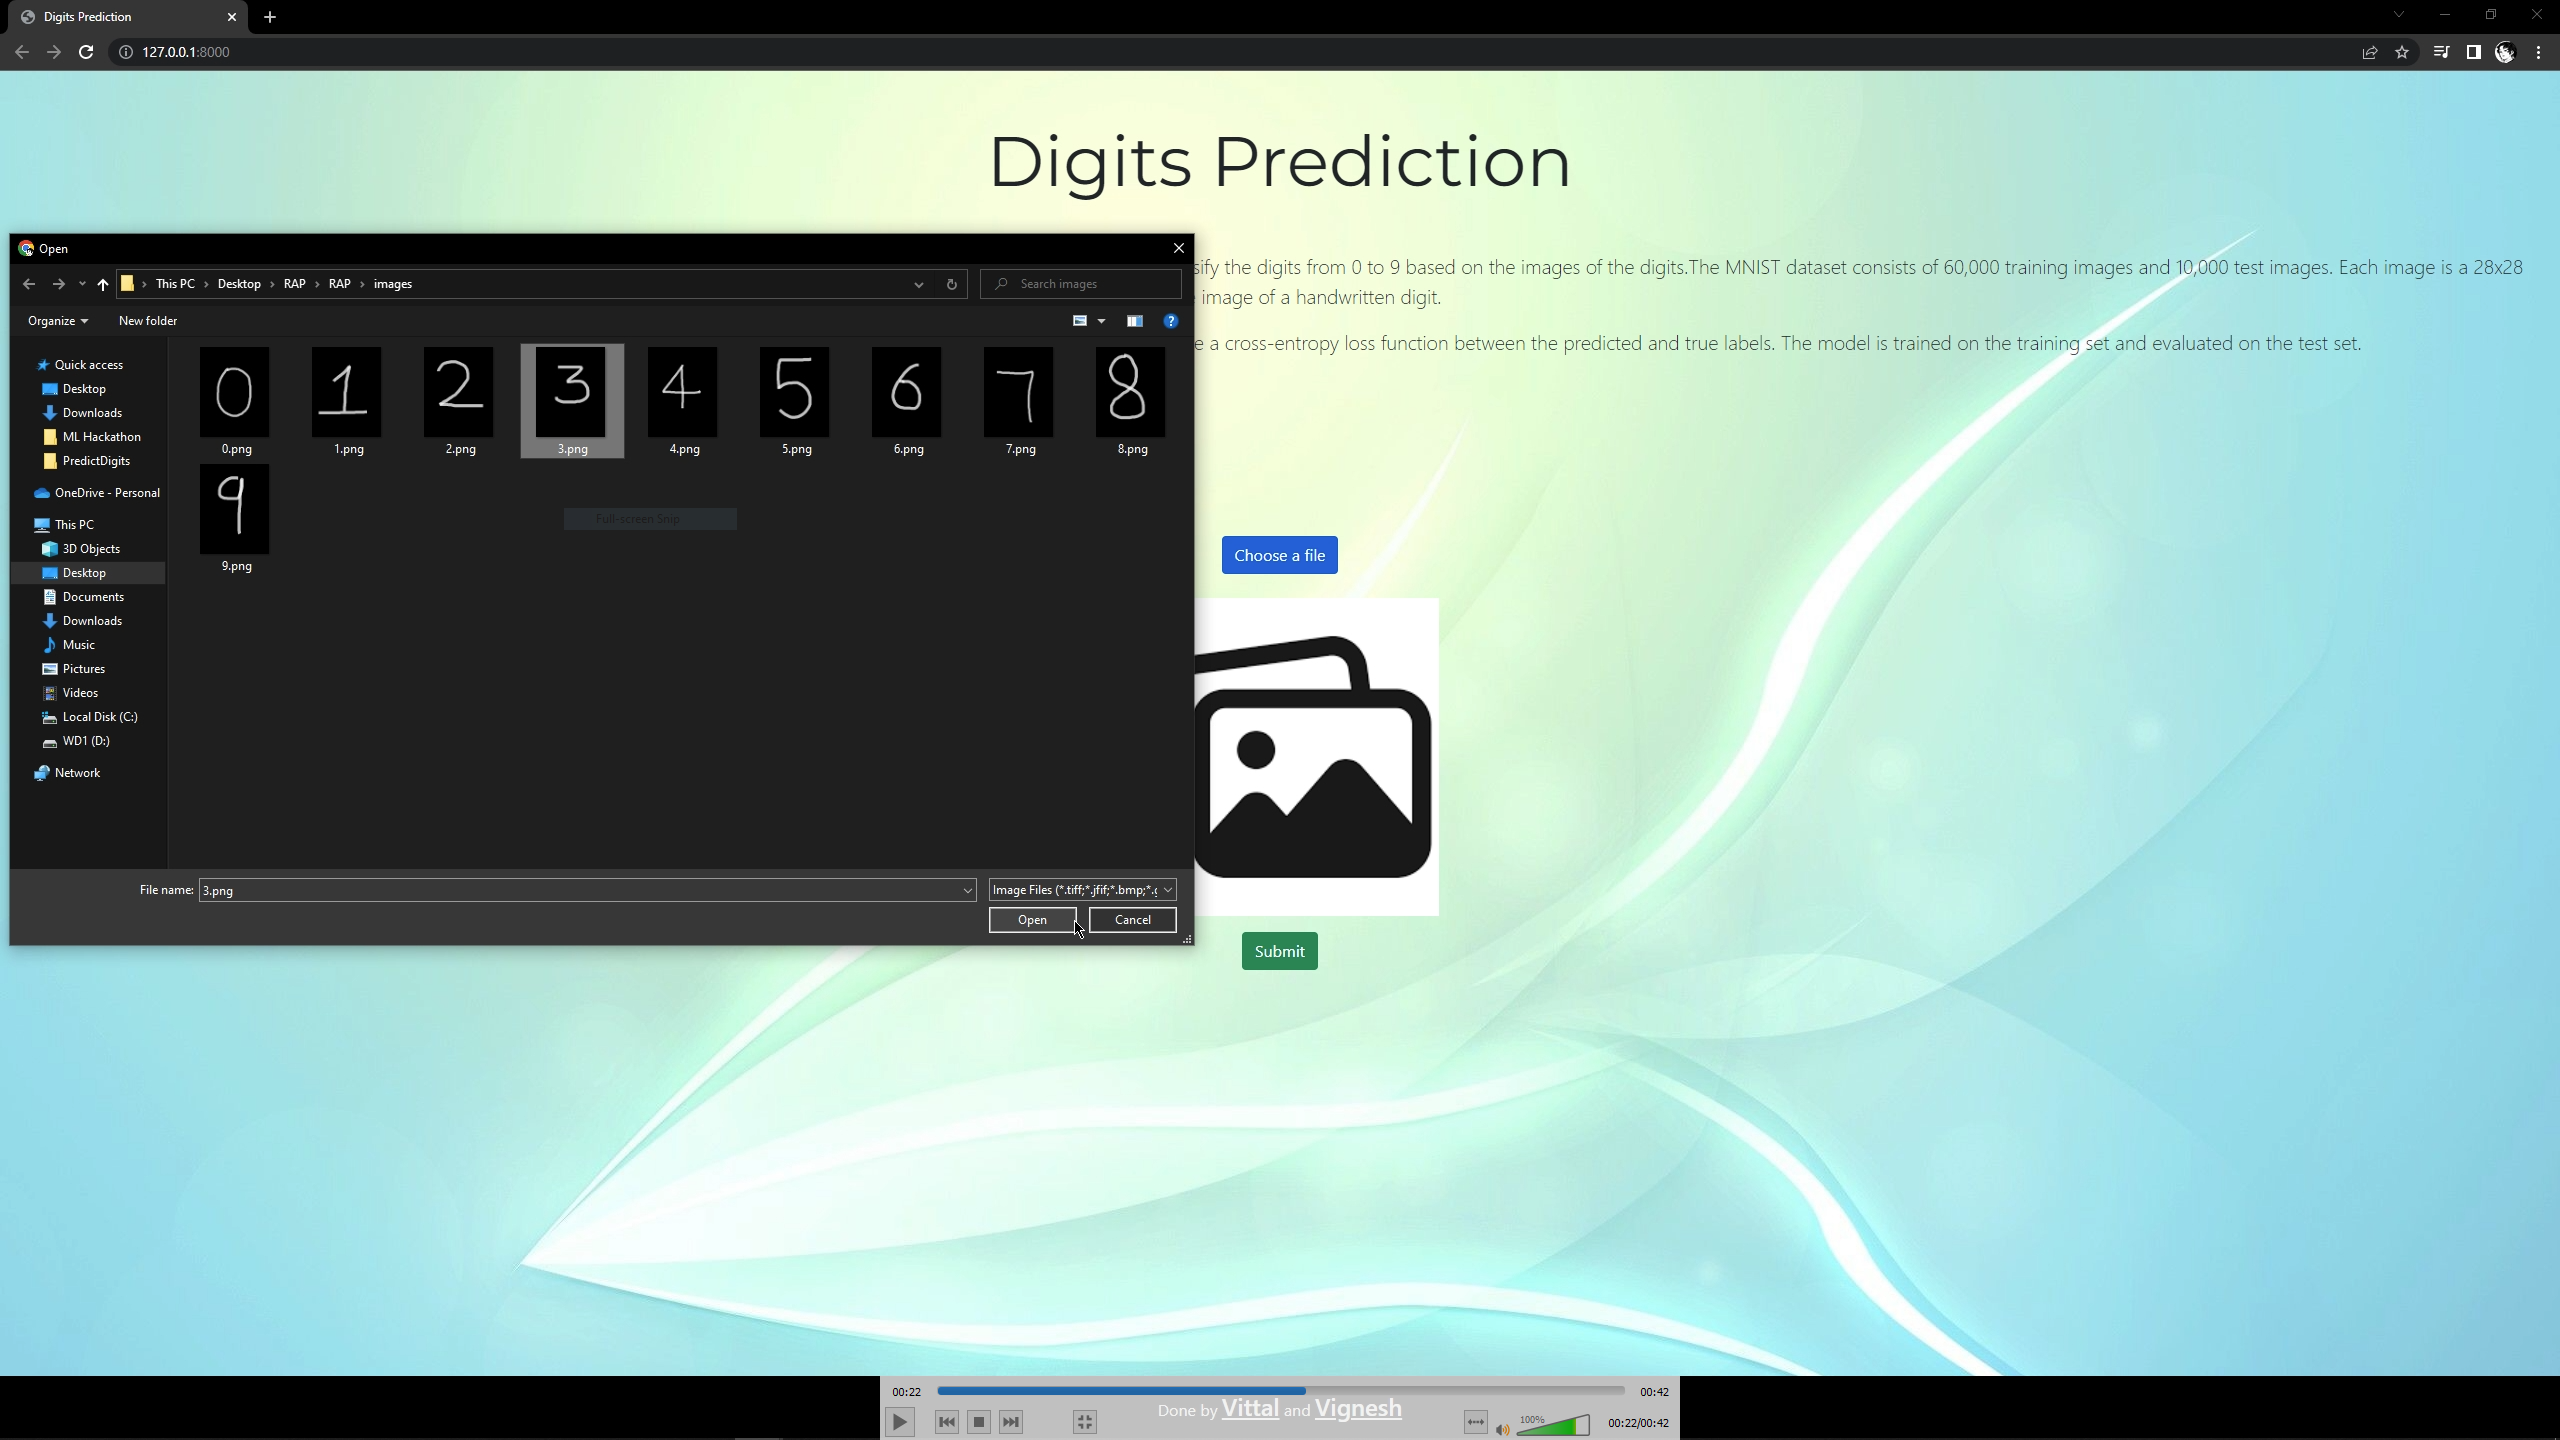 Digits Prediction
127.0.0.1:8000
Digits Prediction
sify the digits from 0 to 9 based on the images of the digits.The MNIST dataset consists of 60,000 training images and 10,000 test images. Each image is a 28x28
image of a handwritten digit.
e a cross-entropy loss function between the predicted and true labels. The model is trained on the training set and evaluated on the test set.
Open
This PC
Desktop
RAP
RAP
images
Search images
Organize
New folder
Quick access
Desktop
Downloads
ML Hackathon
PredictDigits
OneDrive - Personal
This PC
3D Objects
Desktop
Documents
Downloads
Music
Pictures
Videos
Local Disk (C:)
WD1 (D:)
Network
0 1 2 3 4 5 6 7 8
0.png 1.png 2.png 3.png 4.png 5.png 6.png 7.png 8.png
9
9.png
Full-screen Snip
File name: 3.png
Image Files (*.tiff;*.jfif;*.bmp;*.
Open
Cancel
Choose a file
Submit
00:22
00:42
Done by Vittal and Vignesh
100%
00:22/00:42